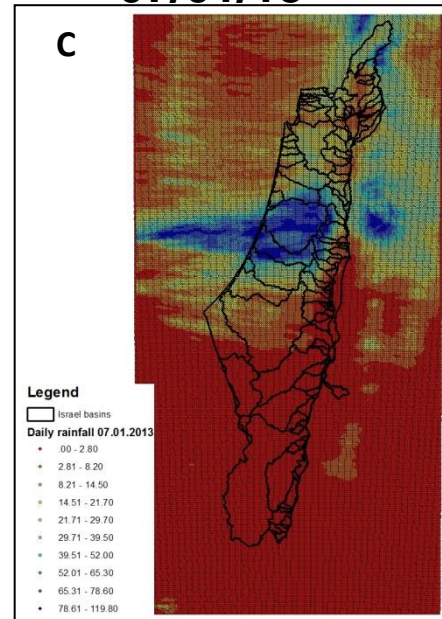 C
Legend
Israel basins
Daily rainfall 07.01.2013
.00 - 2.80
2.81 - 8.20
8.21 - 14.50
14.51 - 21.70
21.71 - 29.70
29.71 - 39.50
39.51 - 52.00
52.01 - 65.30
65.31 - 78.60
78.61 - 119.80